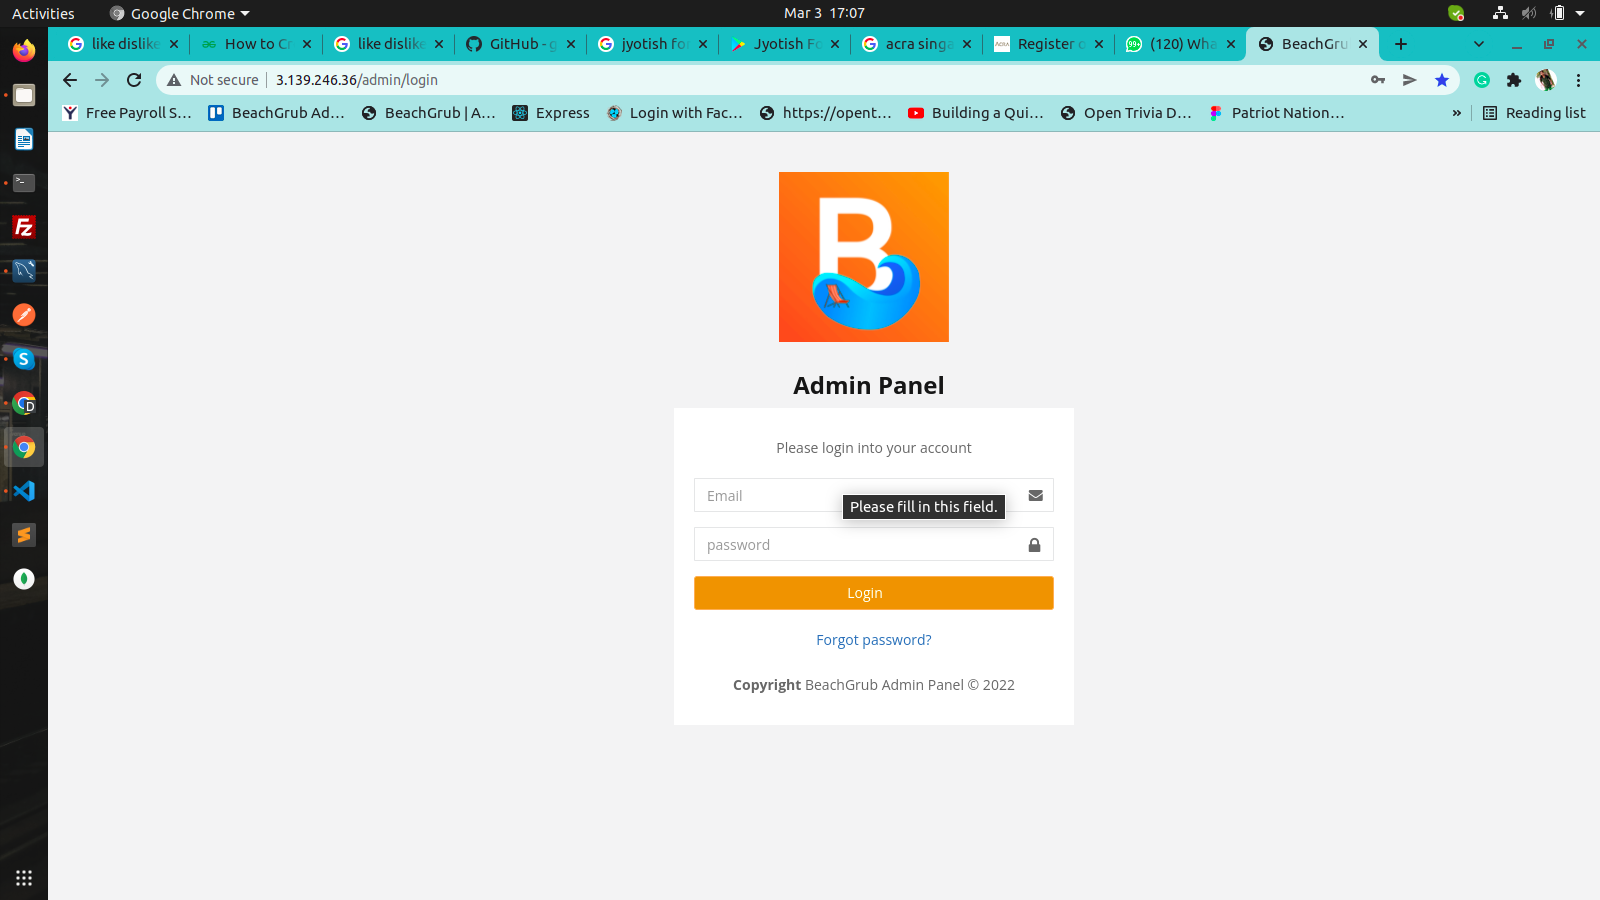 Activities
Google Chrome
Mar 3 17:07
like dislike
How to Cr
like dislike
GitHub - g
jyotish for
Jyotish Fo
acra singa
Register o
(120) Wha
BeachGru
Not secure
3.139.246.36/admin/login
Free Payroll S...
BeachGrub Ad...
BeachGrub | A...
Express
Login with Fac...
https://opent...
Building a Qui...
Open Trivia D...
Patriot Nation...
»
Reading list
B
Admin Panel
Please login into your account
Email
Please fill in this field.
password
Login
Forgot password?
Copyright BeachGrub Admin Panel © 2022